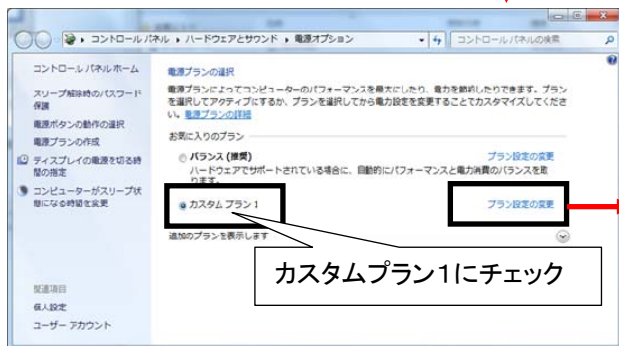 コントロール パネル ▸ ハードウェアとサウンド ▸ 電源オプション
コントロール パネルの検索
コントロール パネル ホーム
スリープ解除時のパスワード
保護
電源ボタンの動作の選択
電源プランの作成
ディスプレイの電源を切る時
間の指定
コンピューターがスリープ状
態になる時間を変更
関連項目
個人設定
ユーザー アカウント
電源プランの選択
電源プランによってコンピューターのパフォーマンスを最大にしたり、電力を節約したりできます。プラン
を選択してアクティブにするか、プランを選択してから電力設定を変更することでカスタマイズしてくださ
い。電源プランの詳細
お気に入りのプラン
バランス (推奨) プラン設定の変更
ハードウェアでサポートされている場合に、自動的にパフォーマンスと電力消費のバランスを取
ります。
カスタム プラン 1 プラン設定の変更
追加のプランを表示します
カスタムプラン1にチェック